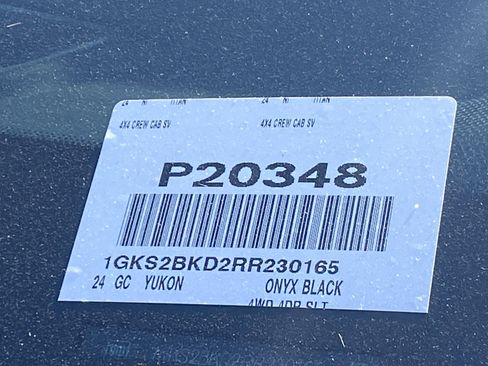 24 NI TITAN 24 NI TITAN
4X4 CREW CAB SV 4X4 CREW CAB SV
P20348
1GKS2BKD2RR230165
24 GC YUKON ONYX BLACK
4WD 4DR SLT